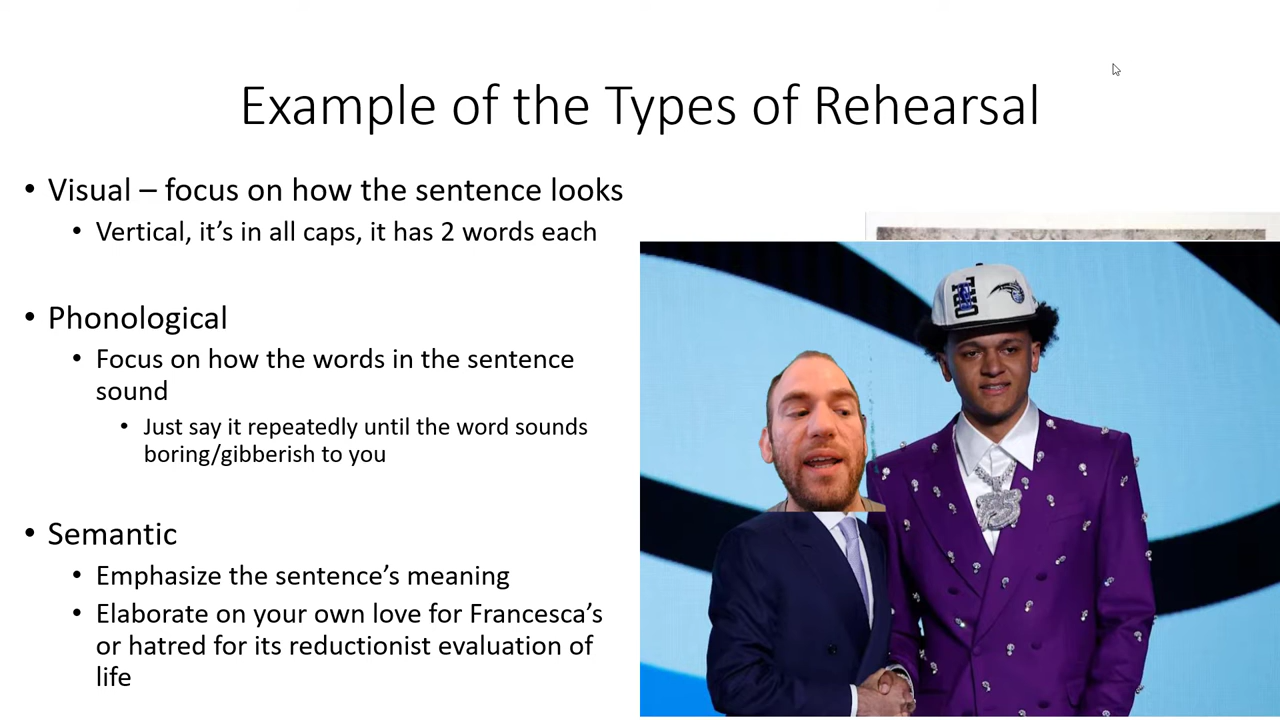 Example of the Types of Rehearsal
• Visual – focus on how the sentence looks
• Vertical, it’s in all caps, it has 2 words each
• Phonological
• Focus on how the words in the sentence
sound
• Just say it repeatedly until the word sounds
boring/gibberish to you
• Semantic
• Emphasize the sentence’s meaning
• Elaborate on your own love for Francesca’s
or hatred for its reductionist evaluation of
life